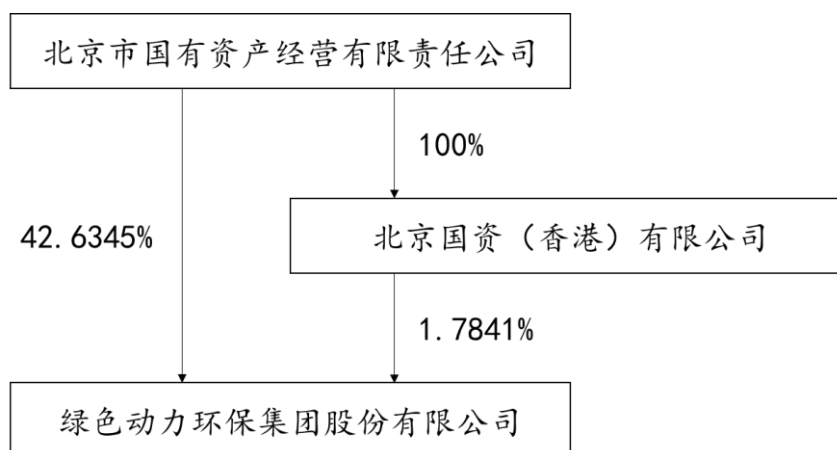 北京市国有资产经营有限责任公司
100%
42.6345%
北京国资（香港）有限公司
1.7841%
绿色动力环保集团股份有限公司